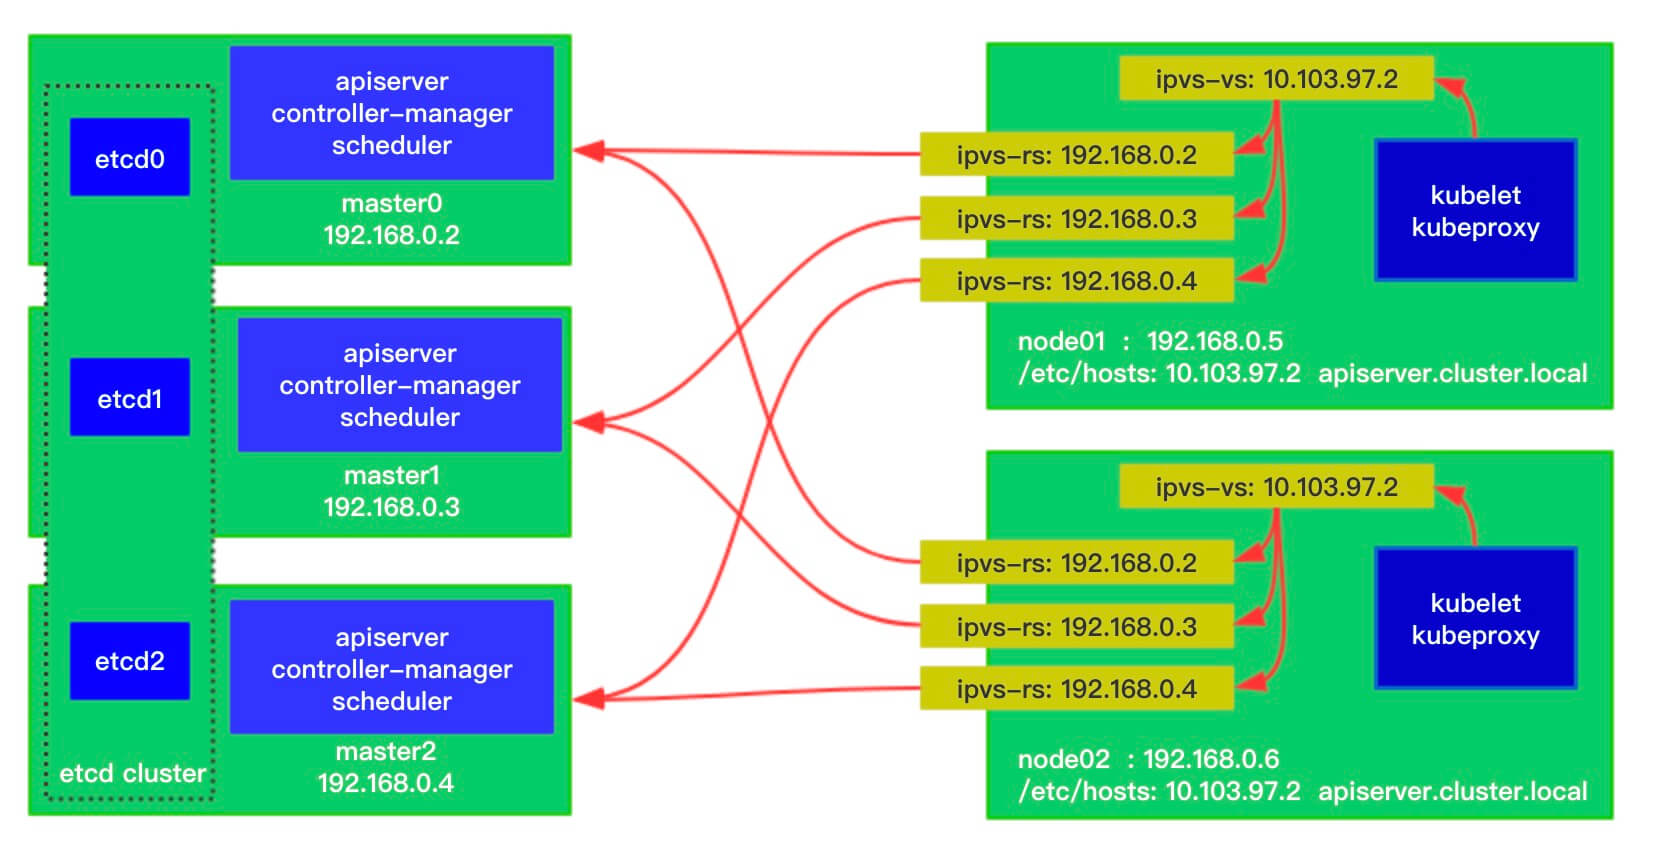 apiserver
controller-manager
scheduler
etcd0
master0
192.168.0.2
apiserver
controller-manager
scheduler
etcd1
master1
192.168.0.3
apiserver
controller-manager
scheduler
etcd2
master2
192.168.0.4
etcd cluster
ipvs-vs: 10.103.97.2
ipvs-rs: 192.168.0.2
ipvs-rs: 192.168.0.3
ipvs-rs: 192.168.0.4
kubelet
kubeproxy
node01 : 192.168.0.5
/etc/hosts: 10.103.97.2 apiserver.cluster.local
ipvs-vs: 10.103.97.2
ipvs-rs: 192.168.0.2
ipvs-rs: 192.168.0.3
ipvs-rs: 192.168.0.4
kubelet
kubeproxy
node02 : 192.168.0.6
/etc/hosts: 10.103.97.2 apiserver.cluster.local